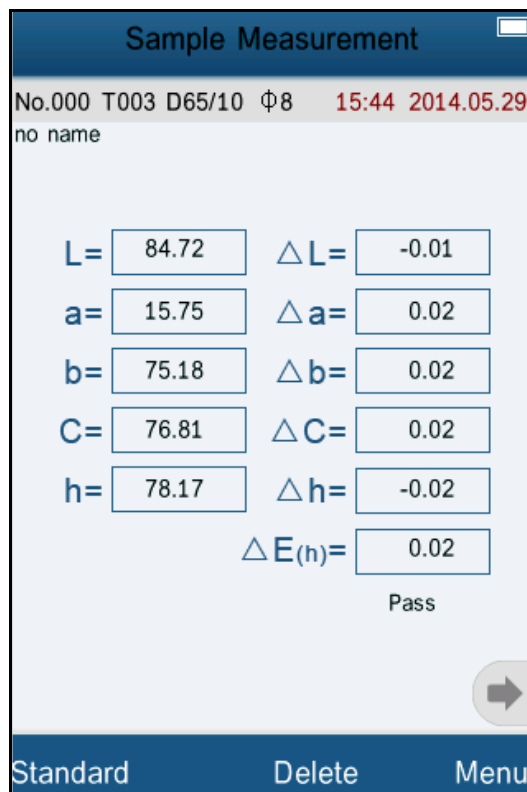 Sample Measurement
No.000 T003 D65/10 Φ8 15:44 2014.05.29
no name
L= 84.72 △L= -0.01
a= 15.75 △a= 0.02
b= 75.18 △b= 0.02
C= 76.81 △C= 0.02
h= 78.17 △h= -0.02
△E(h)= 0.02
Pass
Standard Delete Menu